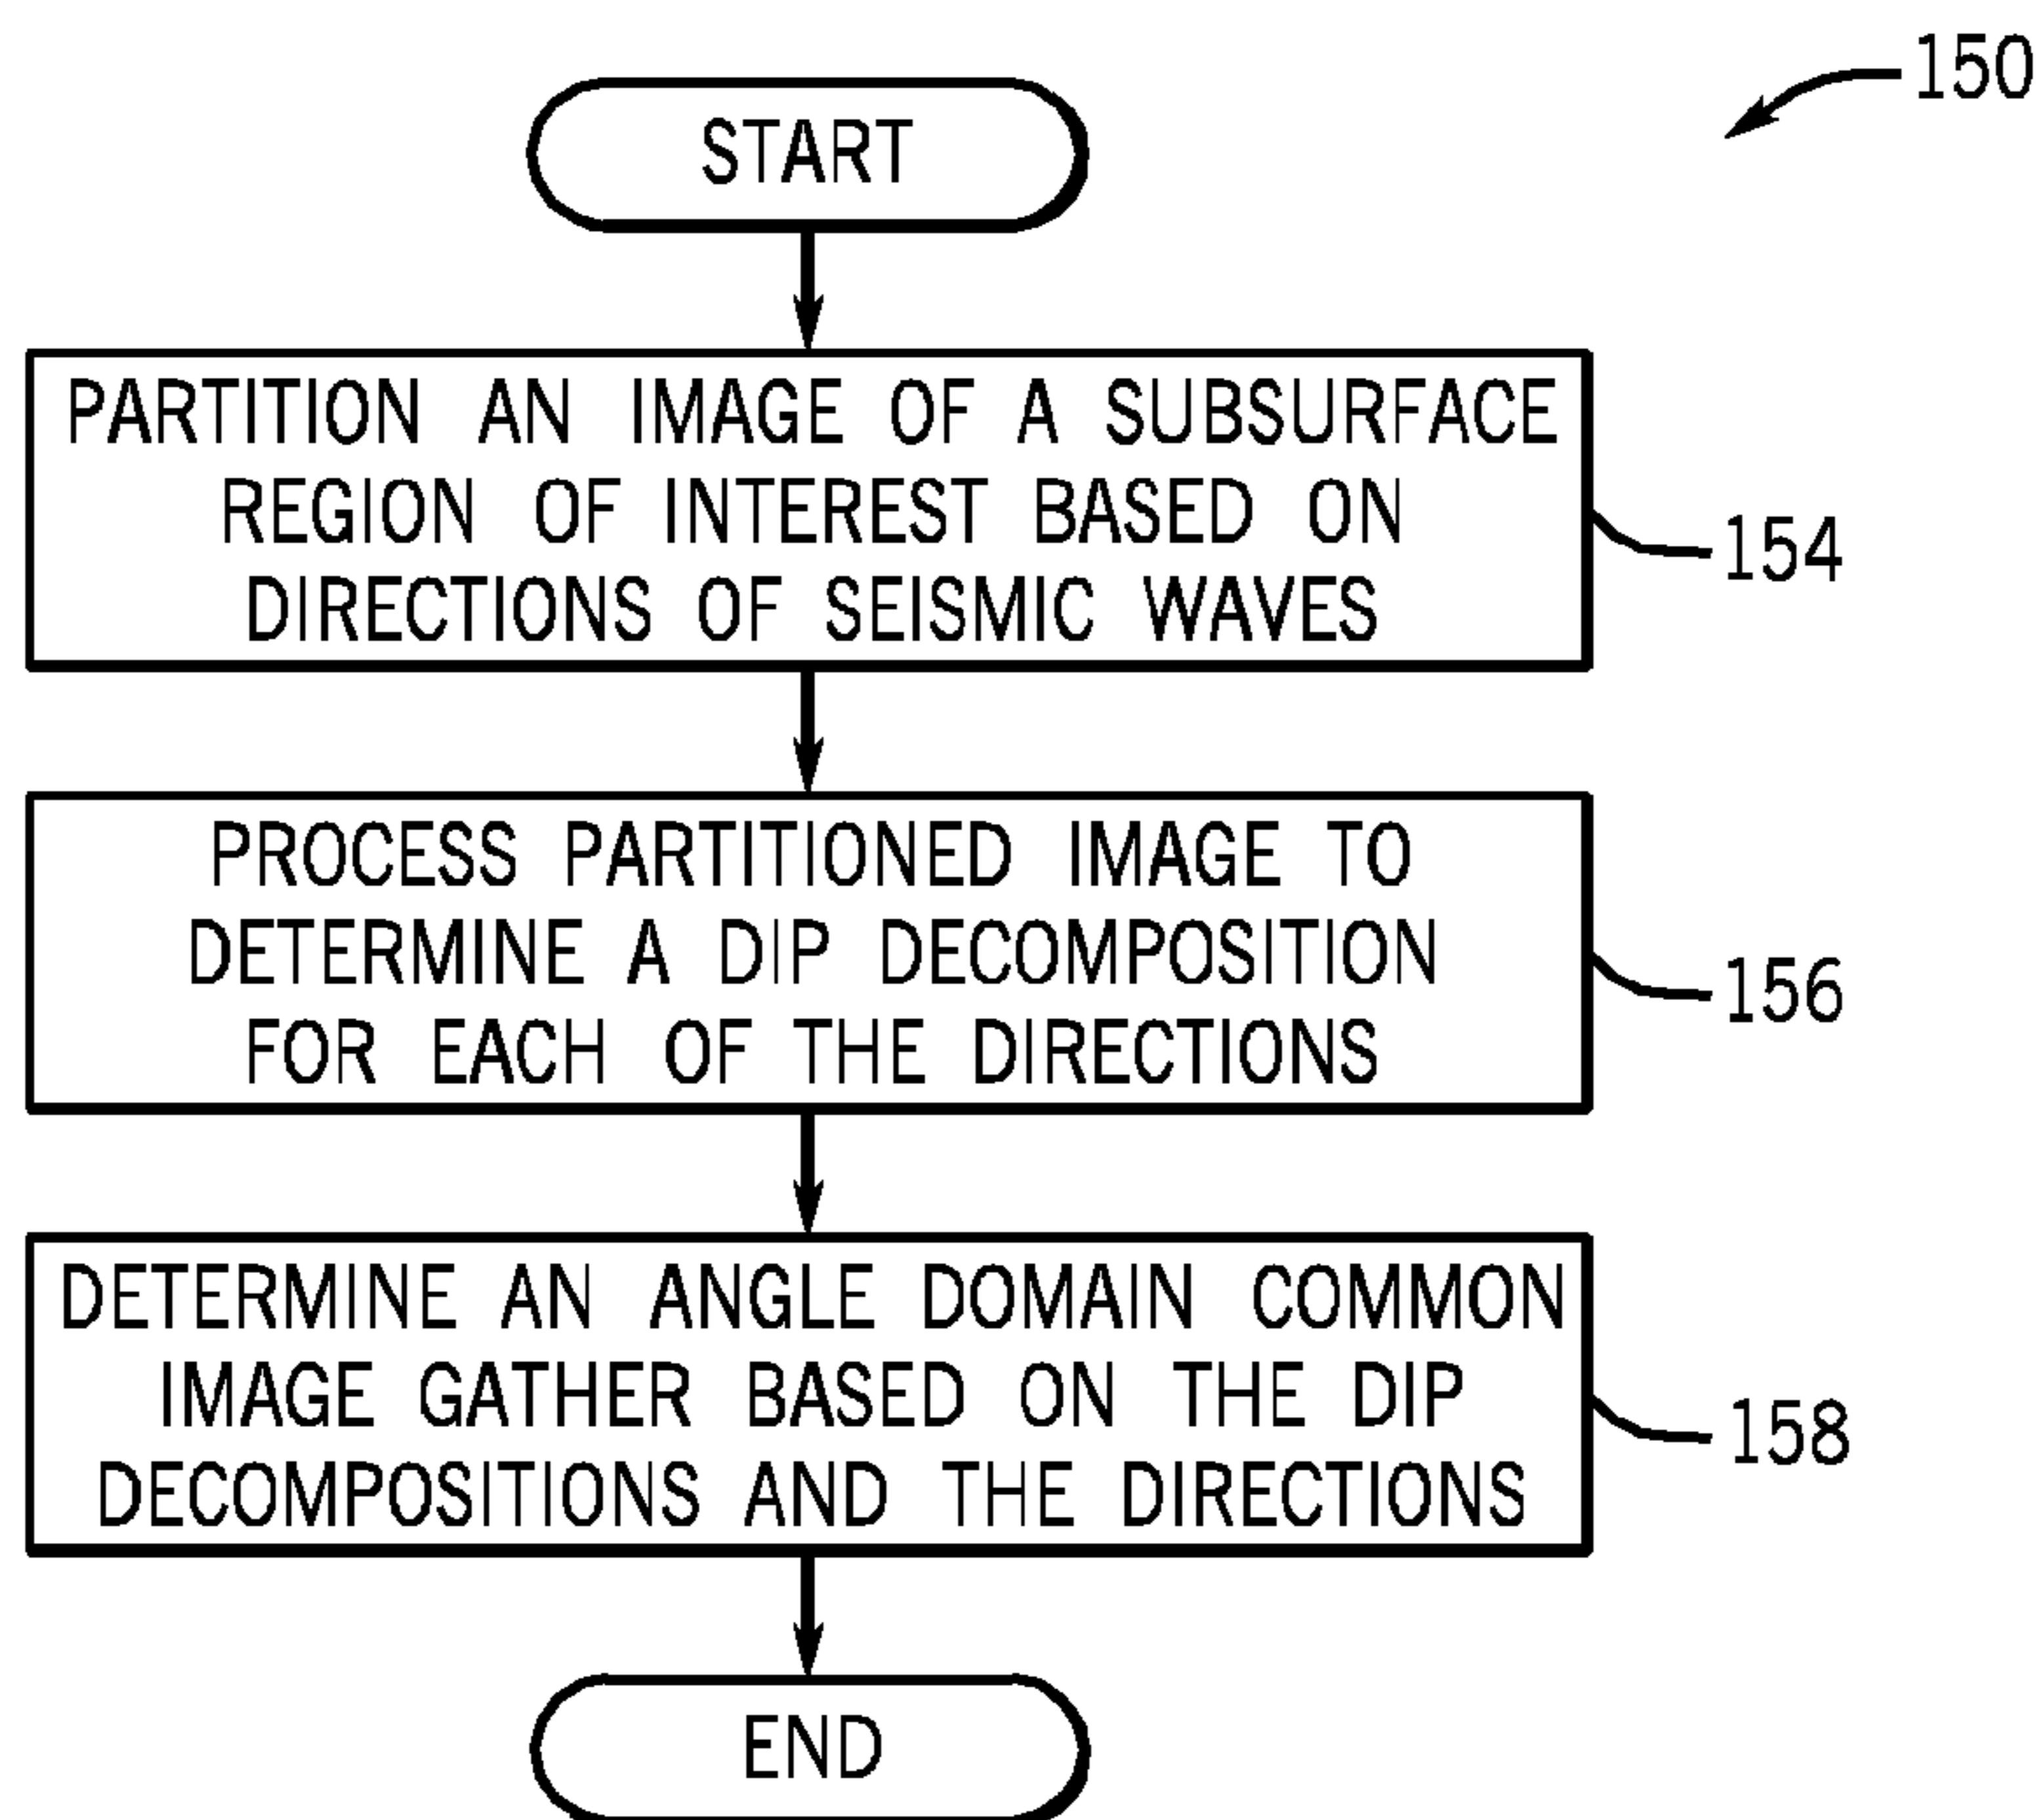 150
START
PARTITION AN IMAGE OF A SUBSURFACE
REGION OF INTEREST BASED ON
DIRECTIONS OF SEISMIC WAVES
154
PROCESS PARTITIONED IMAGE TO
DETERMINE A DIP DECOMPOSITION
FOR EACH OF THE DIRECTIONS
156
DETERMINE AN ANGLE DOMAIN COMMON
IMAGE GATHER BASED ON THE DIP
DECOMPOSITIONS AND THE DIRECTIONS
158
END